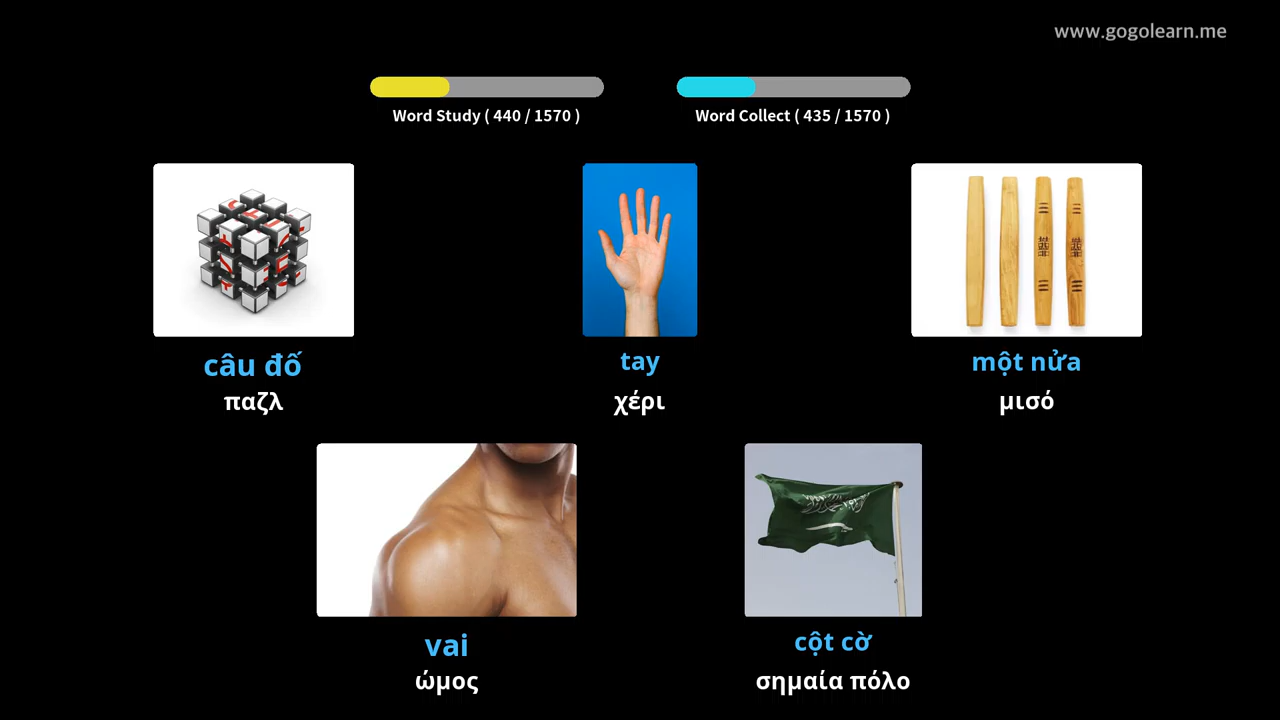 www.gogolearn.me
Word Study ( 440 / 1570 )
Word Collect ( 435 / 1570 )
câu đố
παζλ
tay
χέρι
một nửa
μισό
vai
ώμος
cột cờ
σημαία πόλο